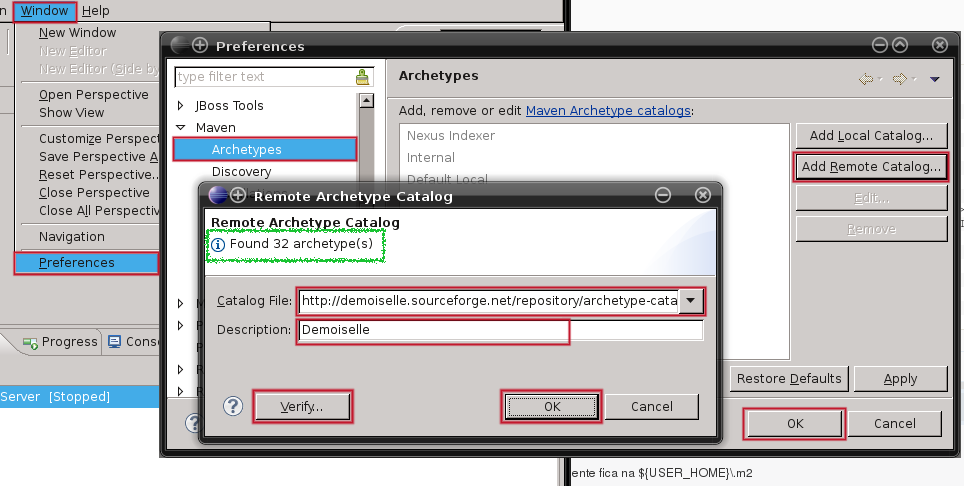 Window Help
New Window
New Editor
New Editor (Side by
Open Perspective
Show View
Customize Perspect
Save Perspective A
Reset Perspective..
Close Perspective
Close All Perspectiv
Navigation
Preferences
Progress Conso
Server [Stopped]
Preferences
type filter text
JBoss Tools
Maven
Archetypes
Discovery
Archetypes
Add, remove or edit Maven Archetype catalogs:
Nexus Indexer
Internal
Default Local
Add Local Catalog...
Add Remote Catalog...
Edit...
Remove
Restore Defaults Apply
OK Cancel
Remote Archetype Catalog
Remote Archetype Catalog
Found 32 archetype(s)
Catalog File: http://demoiselle.sourceforge.net/repository/archetype-cata
Description: Demoiselle
Verify... OK Cancel
ente fica na ${USER_HOME}\.m2